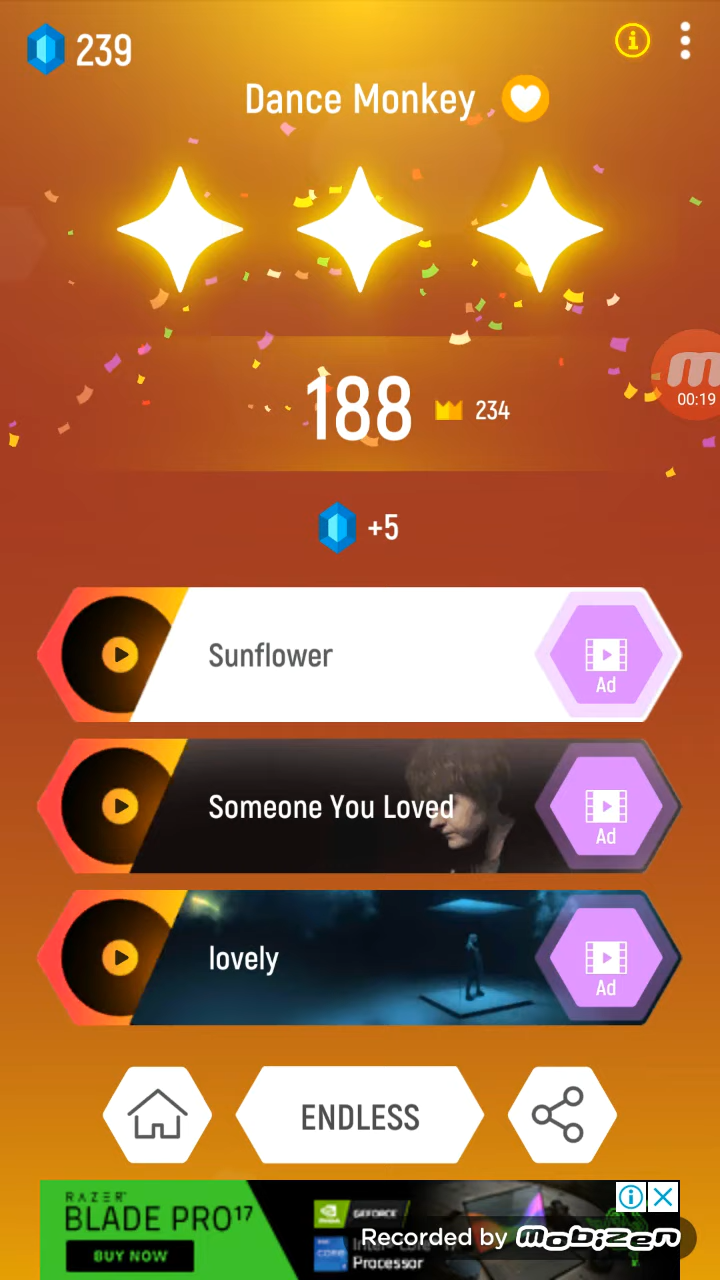 239
Dance Monkey
188
234
00:19
+5
Sunflower
Ad
Someone You Loved
Ad
lovely
Ad
ENDLESS
RAZER
BLADE PRO17
BUY NOW
GEFORCE
Processor
Recorded by mobizen